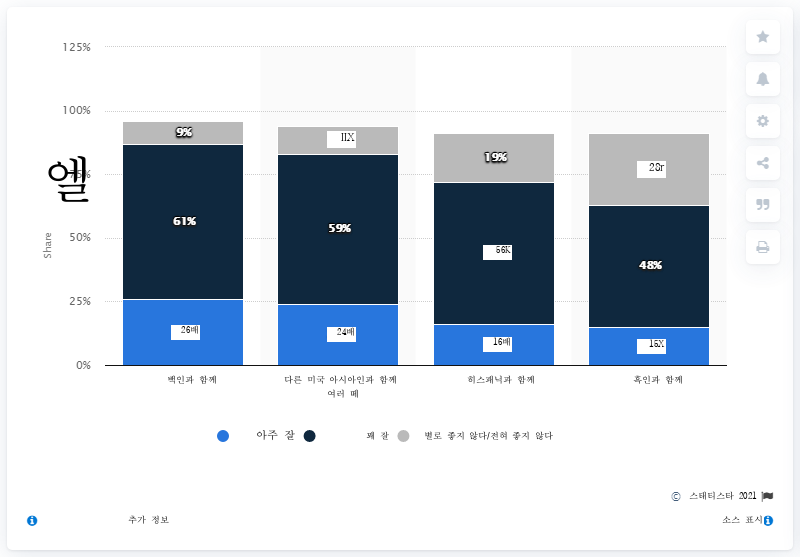 125%
100%
엘
75%
50%
25%
0%
Share
9%
61%
26배
IIX
59%
24배
19%
56K
16배
28r
48%
15X
백인과 함께
다른 미국 아시아인과 함께
여러 떼
히스패닉과 함께
흑인과 함께
아주 잘
꽤 잘
별로 좋지 않다/전혀 좋지 않다
© 스태티스타 2021
추가 정보
소스 표시